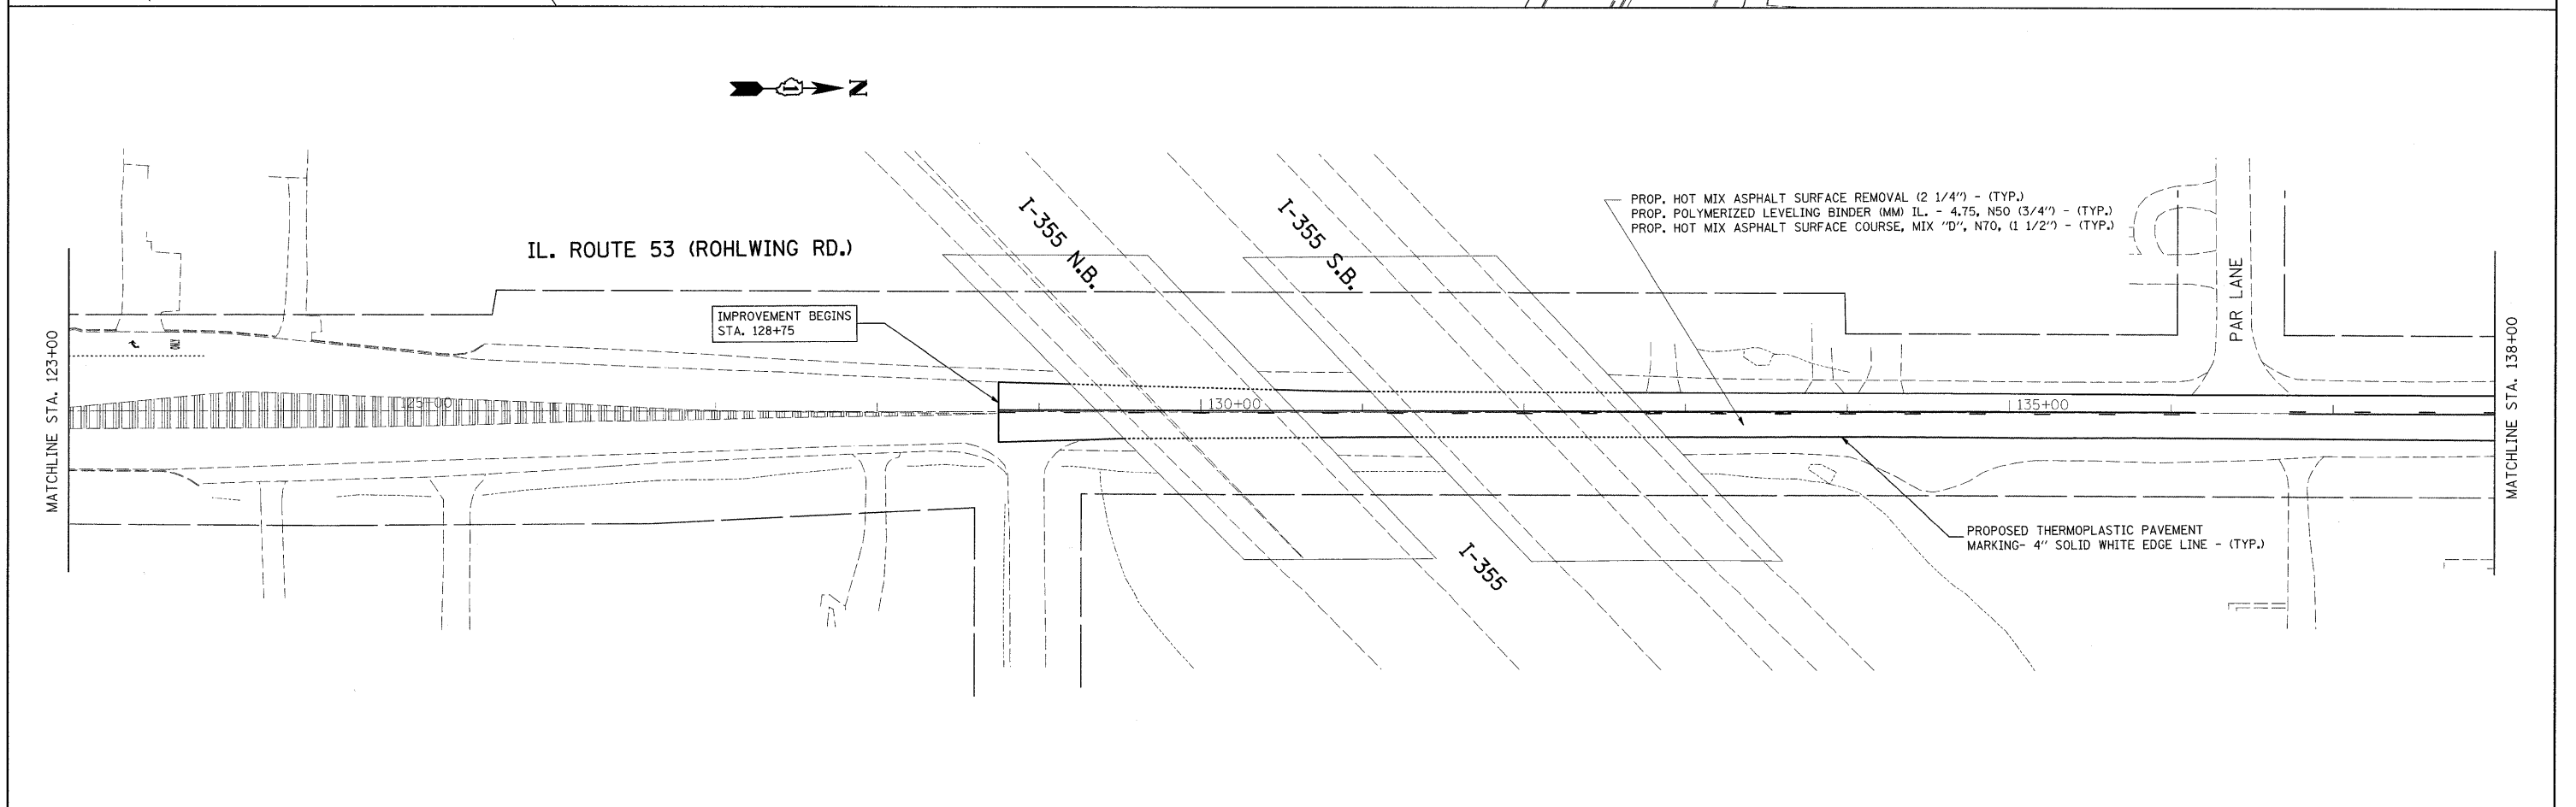 N
IL. ROUTE 53 (ROHLWING RD.)
I-355 N.B.
I-355 S.B.
PROP. HOT MIX ASPHALT SURFACE REMOVAL (2 1/4") - (TYP.)
PROP. POLYMERIZED LEVELING BINDER (MM) IL. - 4.75, N50 (3/4") - (TYP.)
PROP. HOT MIX ASPHALT SURFACE COURSE, MIX "D", N70, (1 1/2") - (TYP.)
PAR LANE
IMPROVEMENT BEGINS
STA. 128+75
ONLY
MATCHLINE STA. 123+00
125+00
130+00
135+00
MATCHLINE STA. 138+00
I-355
PROPOSED THERMOPLASTIC PAVEMENT
MARKING- 4" SOLID WHITE EDGE LINE - (TYP.)